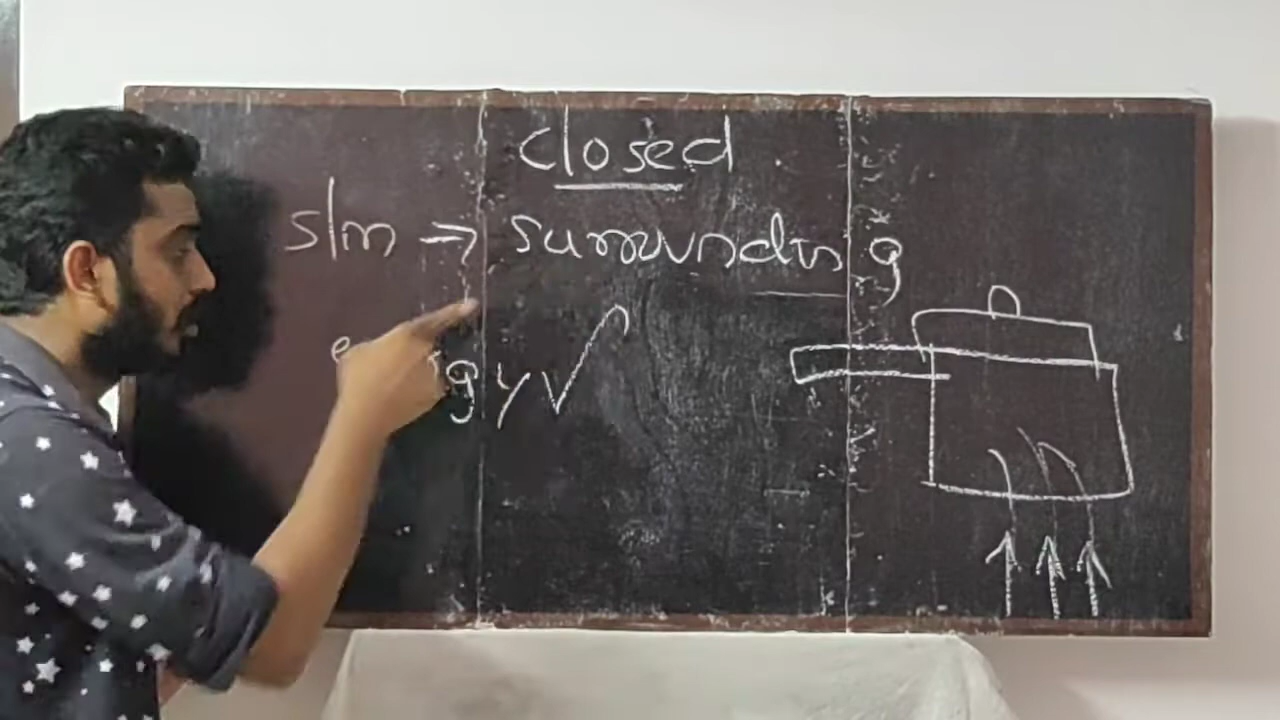 closed
s/m → surrounding
energy ✓